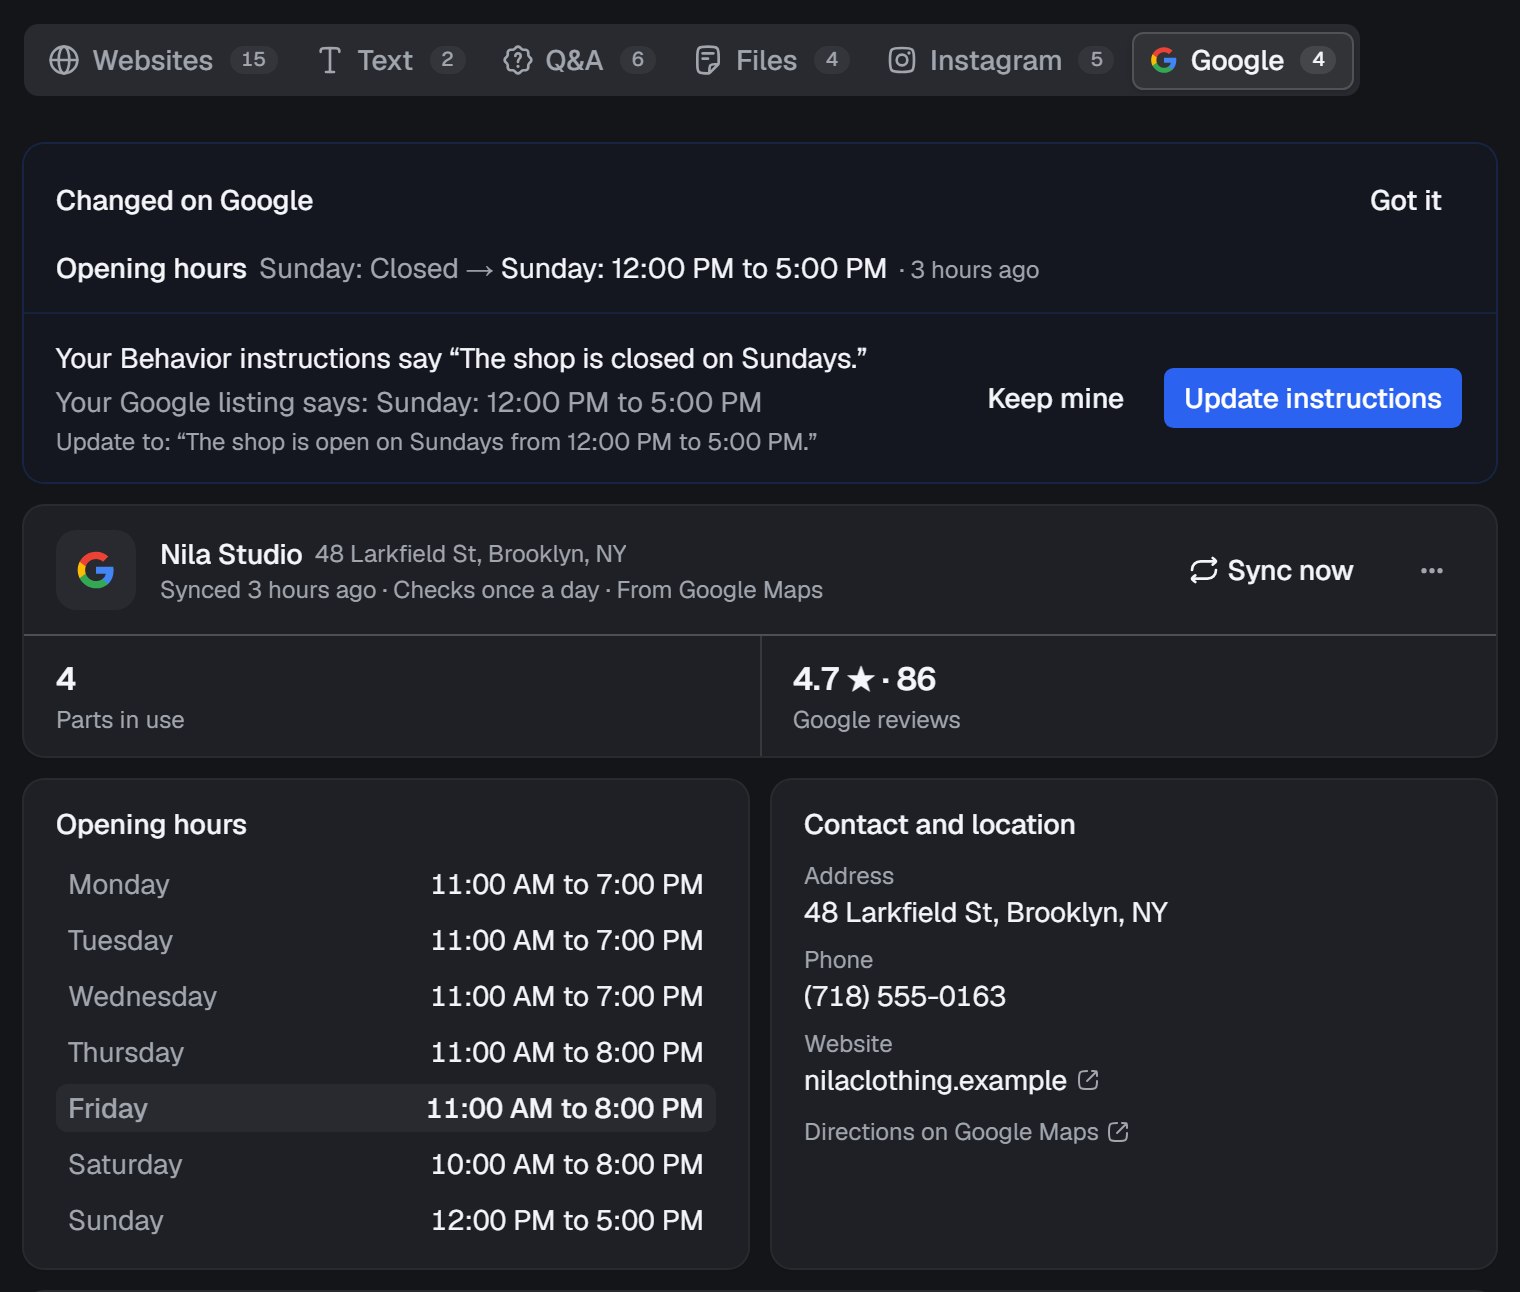 Websites 15 Text 2 Q&A 6 Files 4 Instagram 5 Google 4
Changed on Google
Got it
Opening hours Sunday: Closed → Sunday: 12:00 PM to 5:00 PM · 3 hours ago
Your Behavior instructions say “The shop is closed on Sundays.”
Your Google listing says: Sunday: 12:00 PM to 5:00 PM
Update to: “The shop is open on Sundays from 12:00 PM to 5:00 PM.”
Keep mine
Update instructions
Nila Studio 48 Larkfield St, Brooklyn, NY
Synced 3 hours ago · Checks once a day · From Google Maps
Sync now
4
Parts in use
4.7 ★ · 86
Google reviews
Opening hours
Monday 11:00 AM to 7:00 PM
Tuesday 11:00 AM to 7:00 PM
Wednesday 11:00 AM to 7:00 PM
Thursday 11:00 AM to 8:00 PM
Friday 11:00 AM to 8:00 PM
Saturday 10:00 AM to 8:00 PM
Sunday 12:00 PM to 5:00 PM
Contact and location
Address
48 Larkfield St, Brooklyn, NY
Phone
(718) 555-0163
Website
nilaclothing.example
Directions on Google Maps